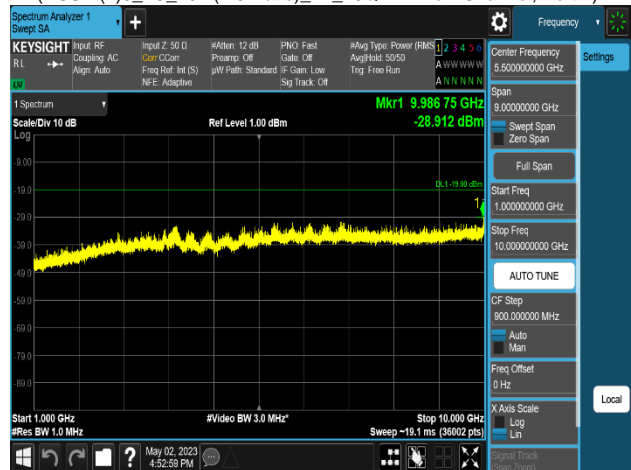 Spectrum Analyzer 1
Swept SA
Frequency
KEYSIGHT
RL
LV
Input: RF
Coupling: AC
Align: Auto
Input Z: 50 Ω
Corr CCorr
Freq Ref: Int (S)
NFE: Adaptive
#Atten: 12 dB
Preamp: Off
µW Path: Standard
PNO: Fast
Gate: Off
IF Gain: Low
Sig Track: Off
#Avg Type: Power (RMS
Avg|Hold: 50/50
Trig: Free Run
1 2 3 4 5 6
A W W W W W
A N N N N N
1 Spectrum
Scale/Div 10 dB
Log
Ref Level 1.00 dBm
Mkr1 9.986 75 GHz
-28.912 dBm
-9.00
-19.0
-29.0
-39.0
-49.0
-59.0
-69.0
-79.0
-89.0
1
Start 1.000 GHz
#Res BW 1.0 MHz
#Video BW 3.0 MHz*
Stop 10.000 GHz
Sweep ~19.1 ms (36002 pts)
Center Frequency
5.500000000 GHz
Settings
Span
9.00000000 GHz
Swept Span
Zero Span
Full Span
Start Freq
1.000000000 GHz
Stop Freq
10.000000000 GHz
AUTO TUNE
CF Step
900.000000 MHz
Auto
Man
Freq Offset
0 Hz
X Axis Scale
Log
Lin
Local
Signal Track
(Span Zoom)
?
May 02, 2023
4:52:59 PM